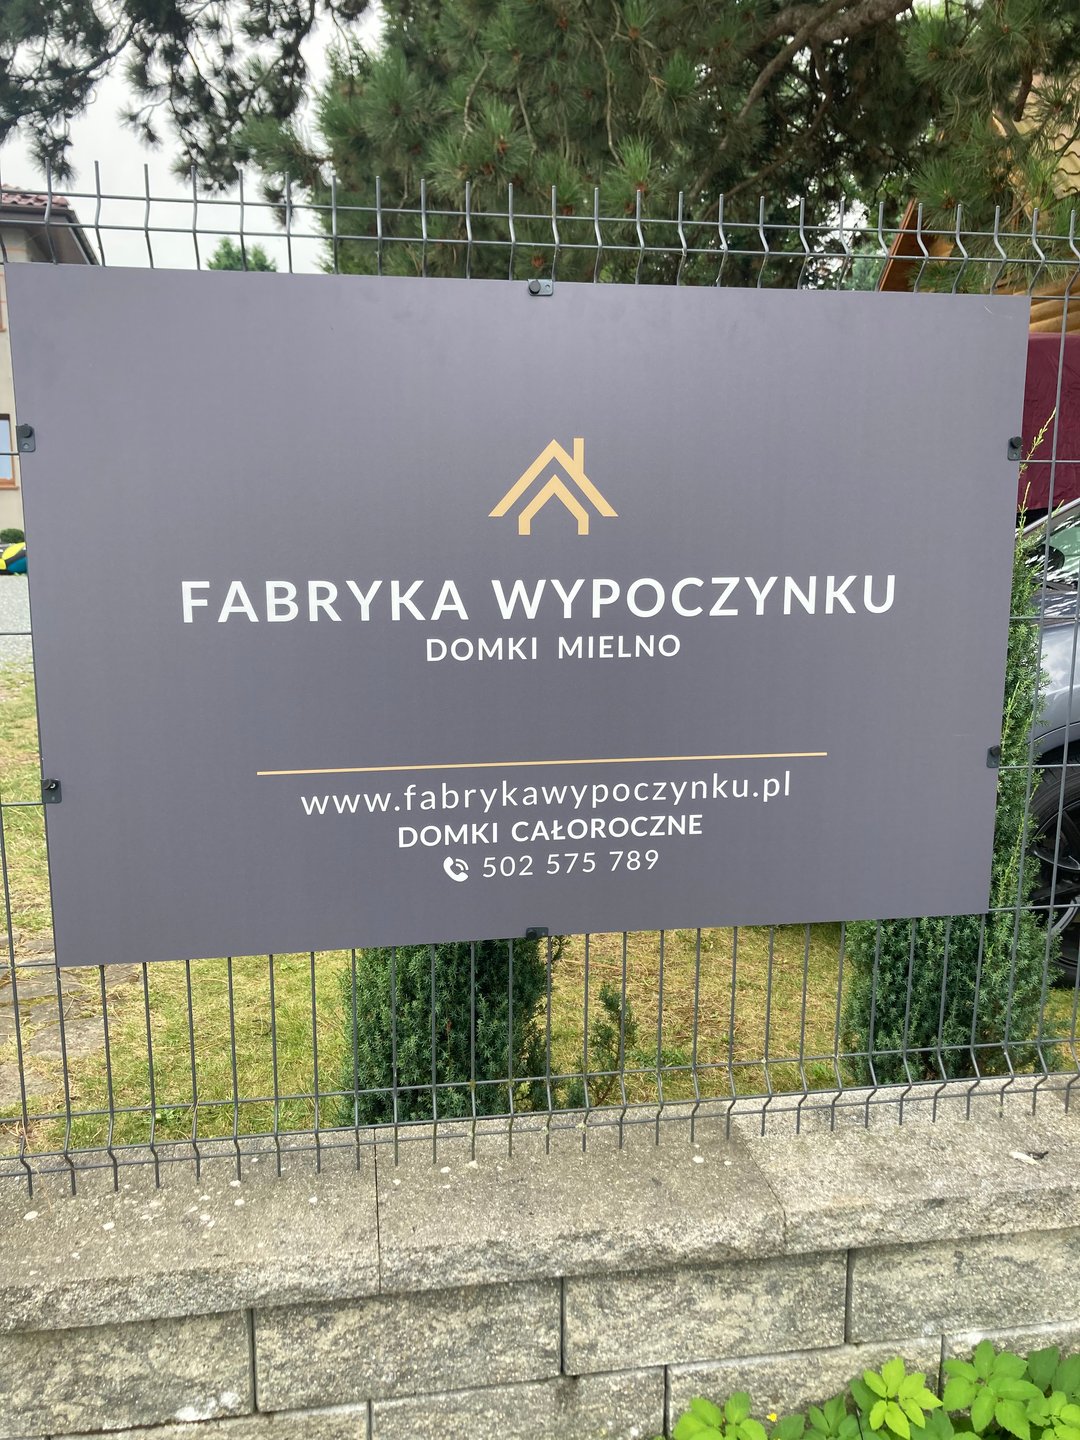 FABRYKA WYPOCZYNKU
DOMKI MIELNO
www.fabrykawypoczynku.pl
DOMKI CAŁOROCZNE
502 575 789